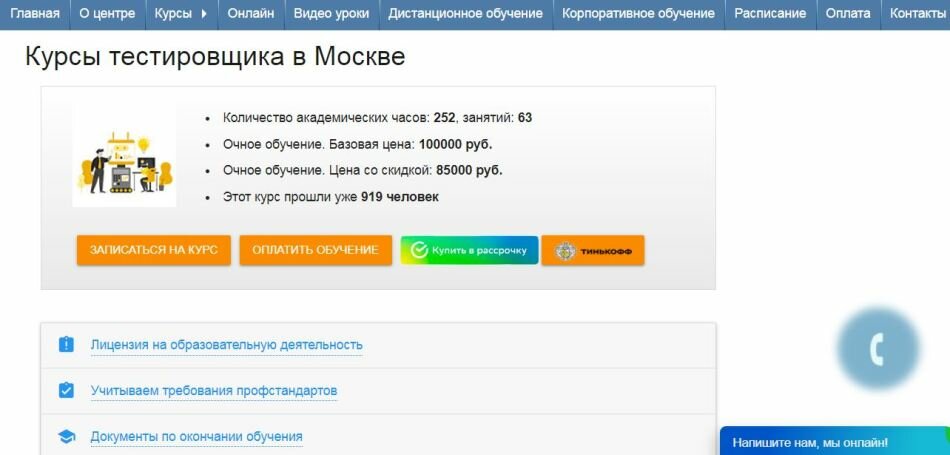 Главная О центре Курсы Онлайн Видео уроки Дистанционное обучение Корпоративное обучение Расписание Оплата Контакты
Курсы тестировщика в Москве
Количество академических часов: 252, занятий: 63
Очное обучение. Базовая цена: 100000 руб.
Очное обучение. Цена со скидкой: 85000 руб.
Этот курс прошли уже 919 человек
ЗАПИСАТЬСЯ НА КУРС ОПЛАТИТЬ ОБУЧЕНИЕ Купить в рассрочку ТИНЬКОФФ
Лицензия на образовательную деятельность
Учитываем требования профстандартов
Документы по окончании обучения
Напишите нам, мы онлайн!